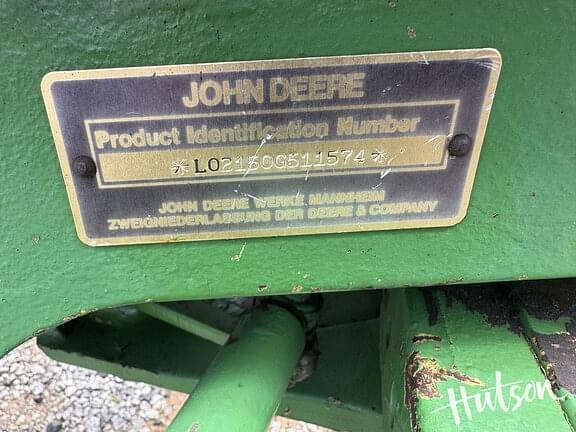 JOHN DEERE
Product Identification Number
*L02150G511574*
JOHN DEERE WERKE MANNHEIM
ZWEIGNIEDERLASSUNG DER DEERE & COMPANY
Hutson